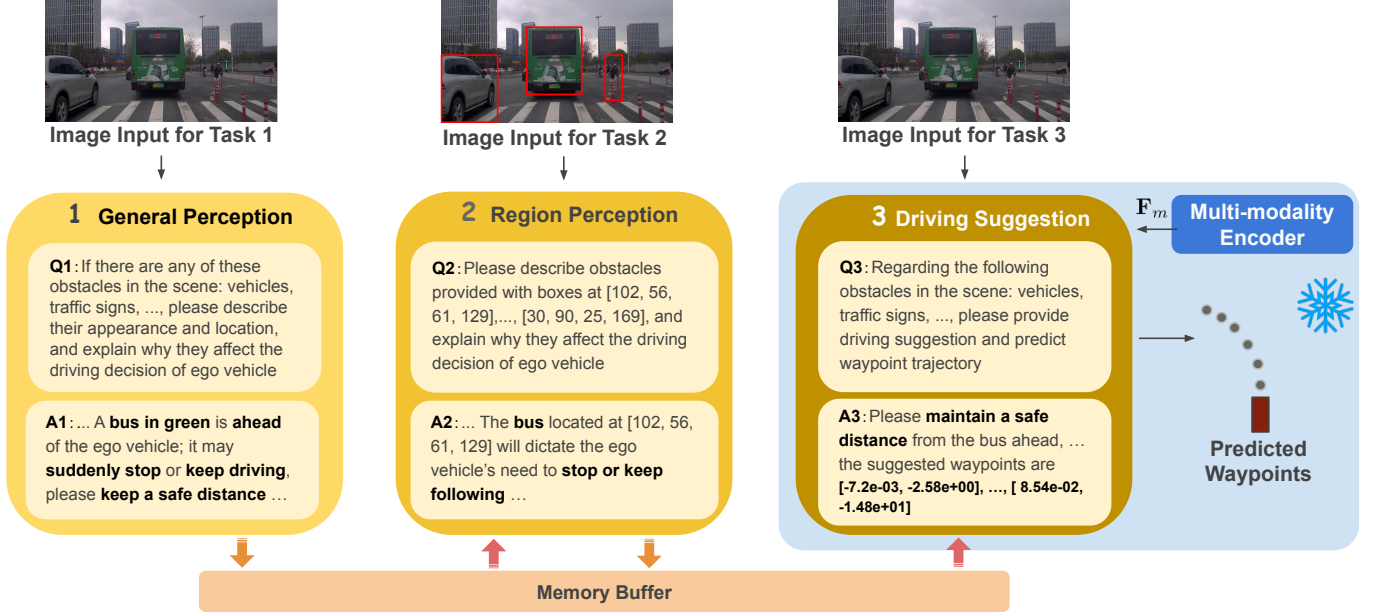 Image Input for Task 1
Image Input for Task 2
Image Input for Task 3
1 General Perception
Q1: If there are any of these
obstacles in the scene: vehicles,
traffic signs, ..., please describe
their appearance and location,
and explain why they affect the
driving decision of ego vehicle
A1: ... A bus in green is ahead
of the ego vehicle; it may
suddenly stop or keep driving,
please keep a safe distance ...
2 Region Perception
Q2: Please describe obstacles
provided with boxes at [102, 56,
61, 129],..., [30, 90, 25, 169], and
explain why they affect the driving
decision of ego vehicle
A2: ... The bus located at [102, 56,
61, 129] will dictate the ego
vehicle's need to stop or keep
following ...
3 Driving Suggestion
Q3: Regarding the following
obstacles in the scene: vehicles,
traffic signs, ..., please provide
driving suggestion and predict
waypoint trajectory
A3: Please maintain a safe
distance from the bus ahead, ...
the suggested waypoints are
[-7.2e-03, -2.58e+00], ..., [ 8.54e-02,
-1.48e+01]
F_m
Multi-modality
Encoder
Predicted
Waypoints
Memory Buffer